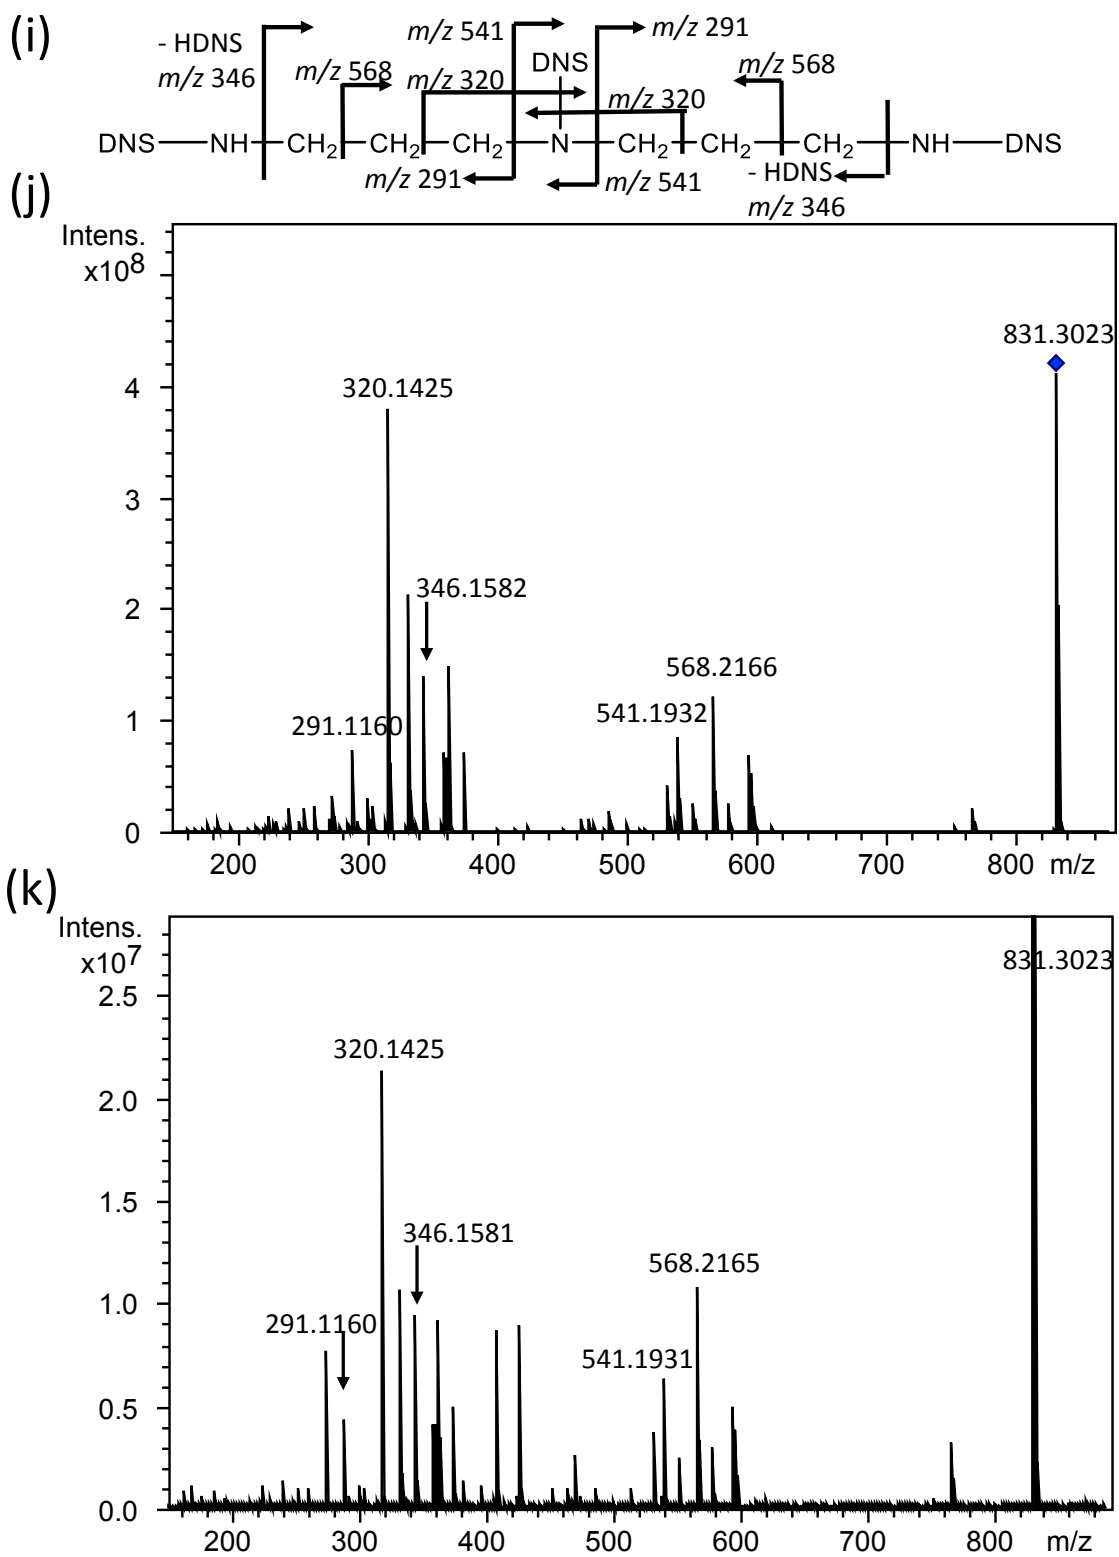 (i)
- HDNS
m/z 346
m/z 568
m/z 541
m/z 320
DNS
m/z 291
m/z 320
m/z 568
DNS—NH—CH2—CH2—CH2—N—CH2—CH2—CH2—NH—DNS
m/z 291
m/z 541
- HDNS
m/z 346
(j)
Intens.
x10^8
831.3023
320.1425
346.1582
291.1160
568.2166
541.1932
4
3
2
1
0
200 300 400 500 600 700 800 m/z
(k)
Intens.
x10^7
831.3023
320.1425
346.1581
291.1160
568.2165
541.1931
2.5
2.0
1.5
1.0
0.5
0.0
200 300 400 500 600 700 800 m/z